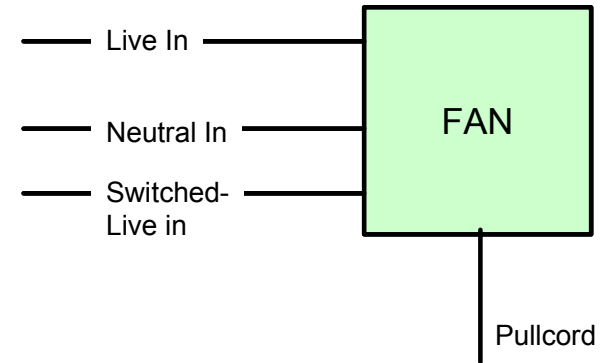 Live In
FAN
Neutral In
Switched-
Live in
Pullcord